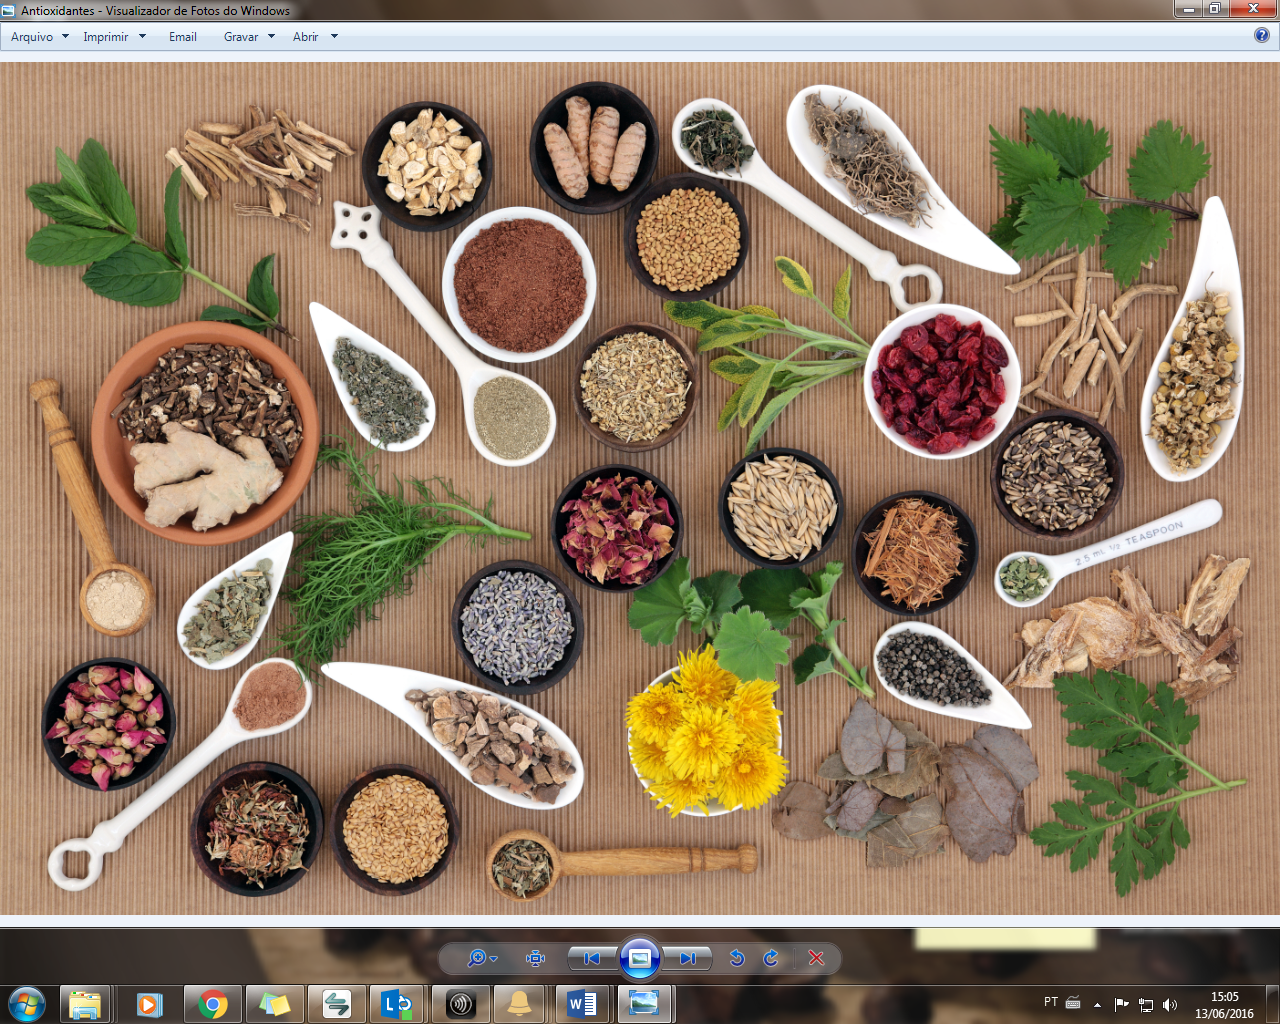 Antioxidantes - Visualizador de Fotos do Windows
Arquivo Imprimir Email Gravar Abrir
2.5 mL ½ TEASPOON
PT 15:05
13/06/2016